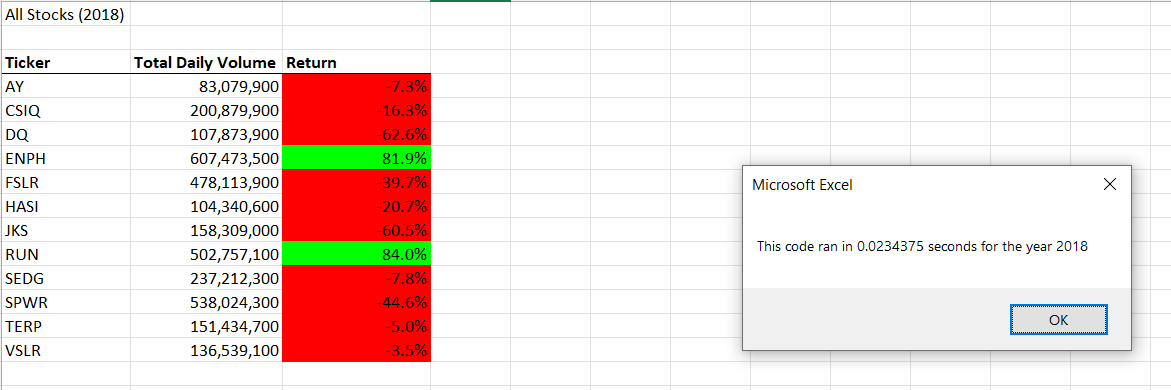 All Stocks (2018)
Ticker Total Daily Volume Return
AY 83,079,900 -7.3%
CSIQ 200,879,900 -16.3%
DQ 107,873,900 -62.6%
ENPH 607,473,500 81.9%
FSLR 478,113,900 -39.7%
HASI 104,340,600 -20.7%
JKS 158,309,000 -60.5%
RUN 502,757,100 84.0%
SEDG 237,212,300 -7.8%
SPWR 538,024,300 -44.6%
TERP 151,434,700 -5.0%
VSLR 136,539,100 -3.5%
Microsoft Excel
This code ran in 0.0234375 seconds for the year 2018
OK